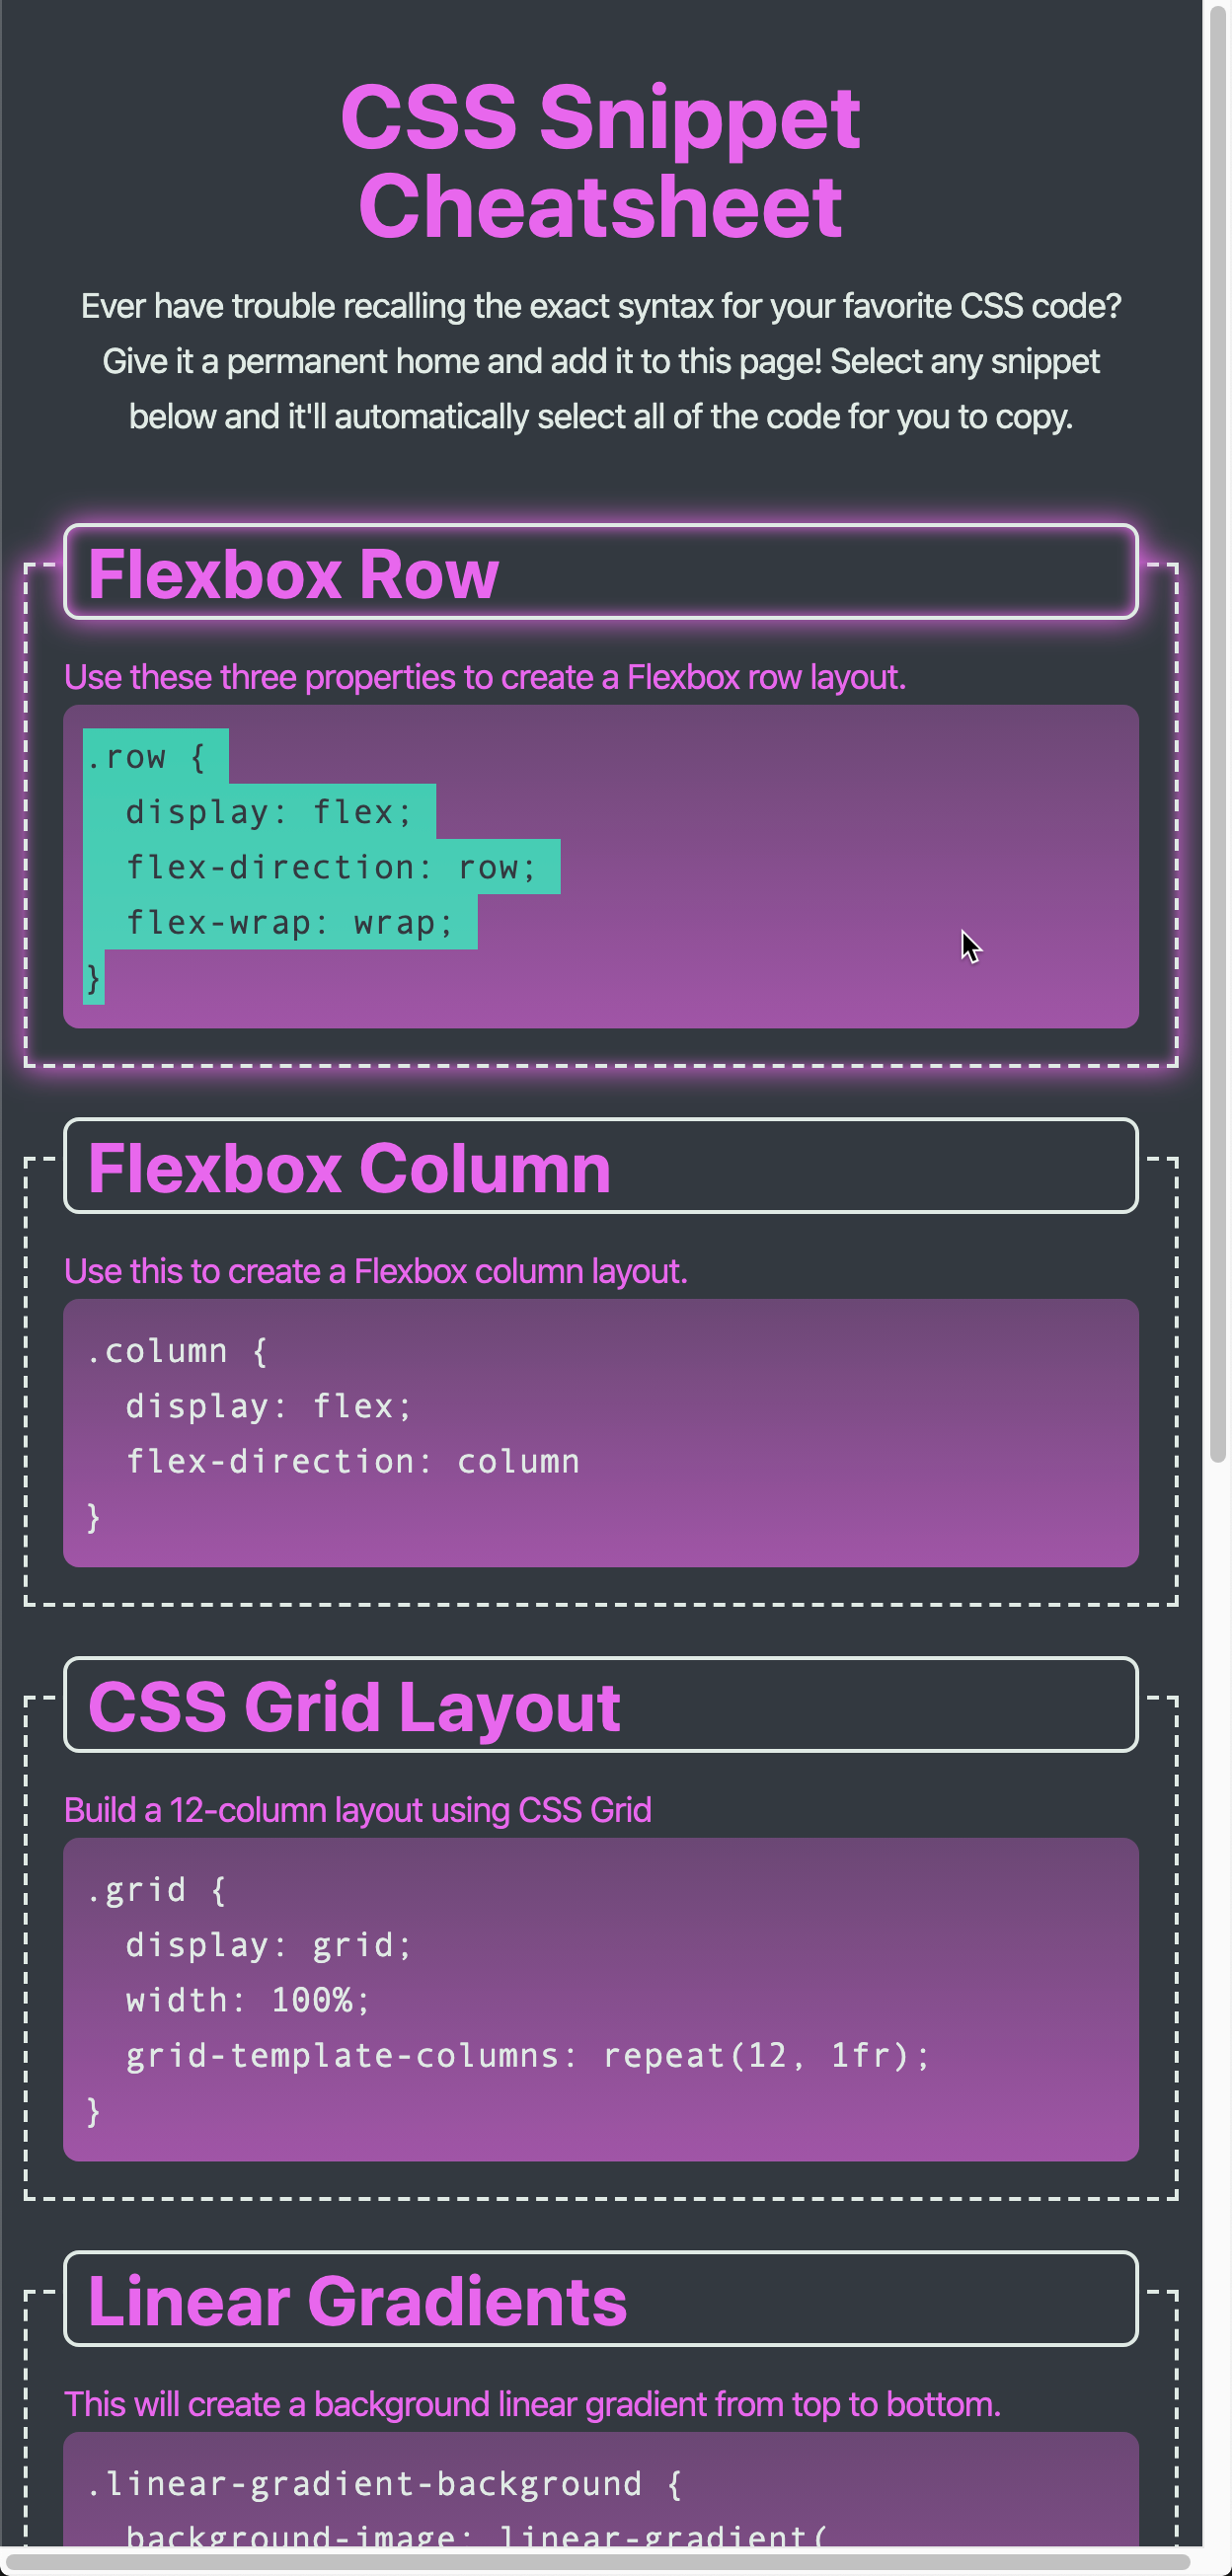 CSS Snippet
Cheatsheet
Ever have trouble recalling the exact syntax for your favorite CSS code?
Give it a permanent home and add it to this page! Select any snippet
below and it'll automatically select all of the code for you to copy.
Flexbox Row
Use these three properties to create a Flexbox row layout.
.row {
  display: flex;
  flex-direction: row;
  flex-wrap: wrap;
}
Flexbox Column
Use this to create a Flexbox column layout.
.column {
  display: flex;
  flex-direction: column
}
CSS Grid Layout
Build a 12-column layout using CSS Grid
.grid {
  display: grid;
  width: 100%;
  grid-template-columns: repeat(12, 1fr);
}
Linear Gradients
This will create a background linear gradient from top to bottom.
.linear-gradient-background {
  background-image: linear-gradient(